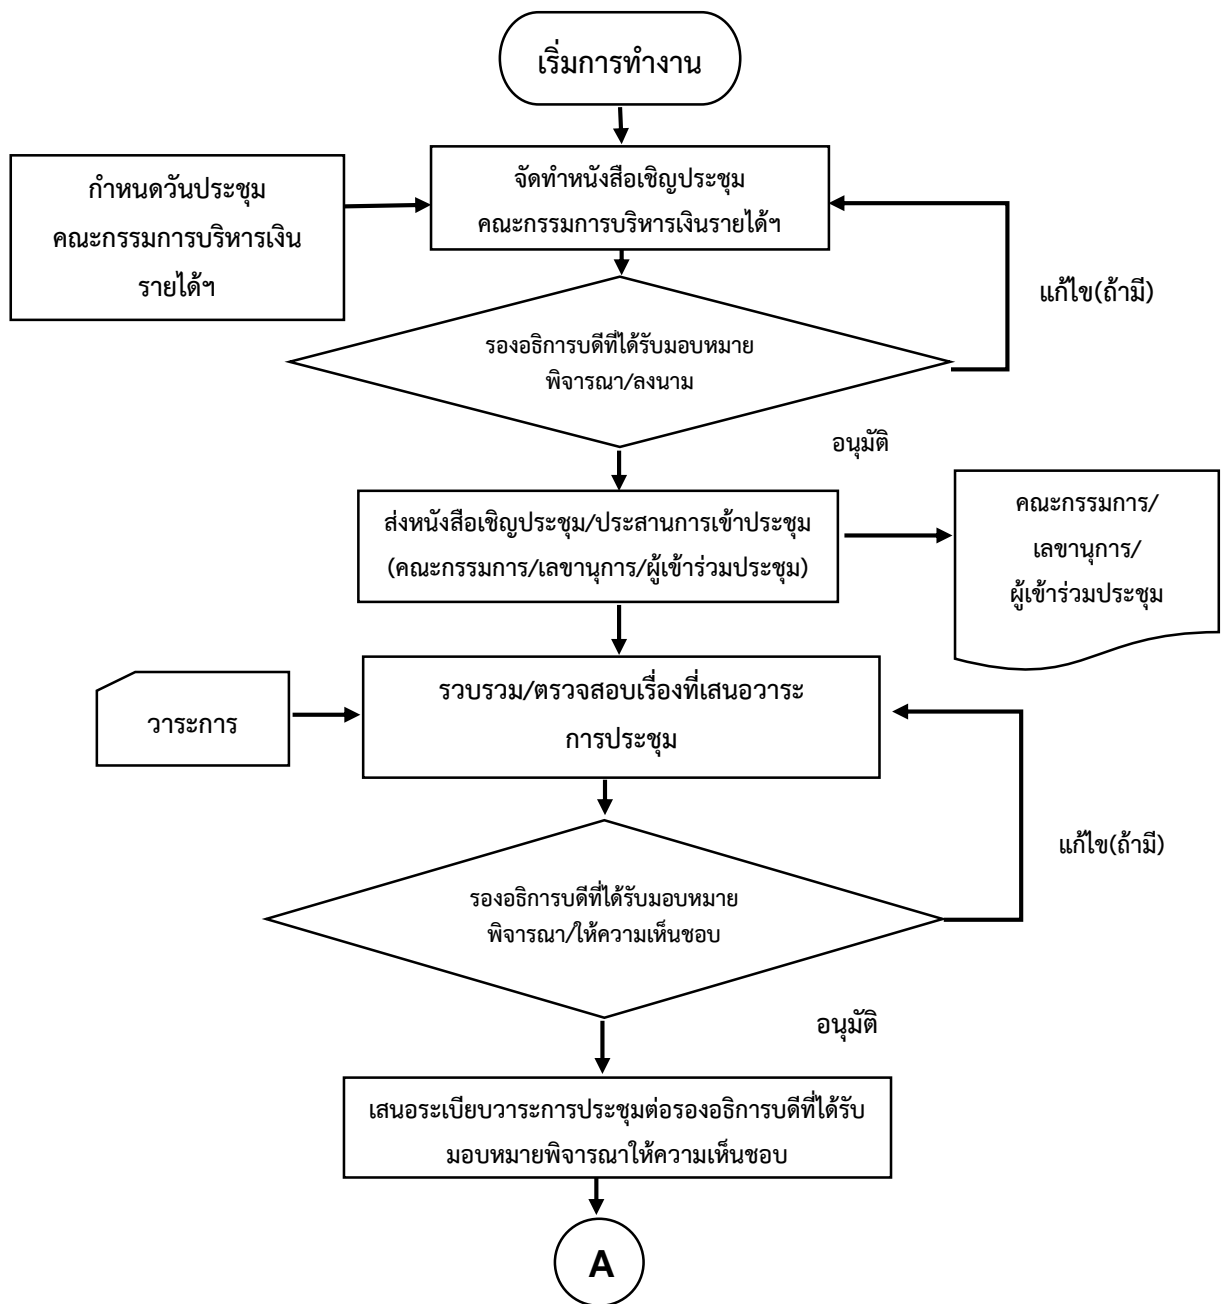 เริ่มการทำงาน
กำหนดวันประชุม
คณะกรรมการบริหารเงิน
รายได้ฯ
จัดทำหนังสือเชิญประชุม
คณะกรรมการบริหารเงินรายได้ฯ
แก้ไข(ถ้ามี)
รองอธิการบดีที่ได้รับมอบหมาย
พิจารณา/ลงนาม
อนุมัติ
ส่งหนังสือเชิญประชุม/ประสานการเข้าประชุม
(คณะกรรมการ/เลขานุการ/ผู้เข้าร่วมประชุม)
คณะกรรมการ/
เลขานุการ/
ผู้เข้าร่วมประชุม
วาระการ
รวบรวม/ตรวจสอบเรื่องที่เสนอวาระ
การประชุม
แก้ไข(ถ้ามี)
รองอธิการบดีที่ได้รับมอบหมาย
พิจารณา/ให้ความเห็นชอบ
อนุมัติ
เสนอระเบียบวาระการประชุมต่อรองอธิการบดีที่ได้รับ
มอบหมายพิจารณาให้ความเห็นชอบ
A